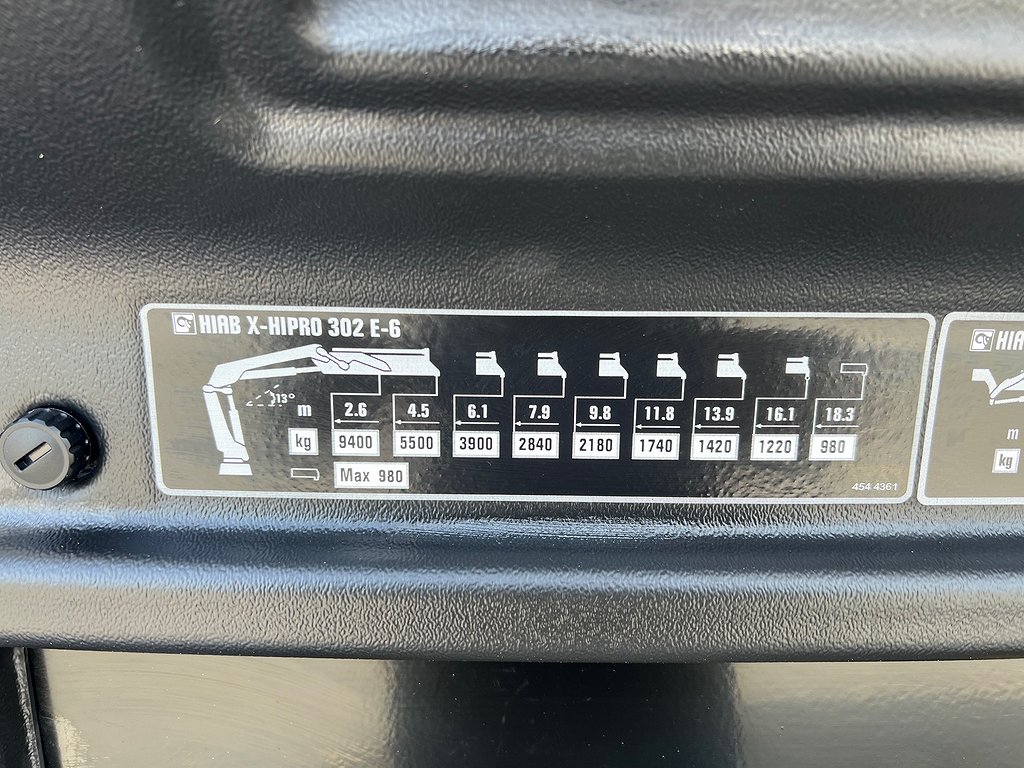 HIAB X-HIPRO 302 E-6
13°
m 2.6 4.5 6.1 7.9 9.8 11.8 13.9 16.1 18.3
kg 9400 5500 3900 2840 2180 1740 1420 1220 980
Max 980
454 4361
HIA
m
kg